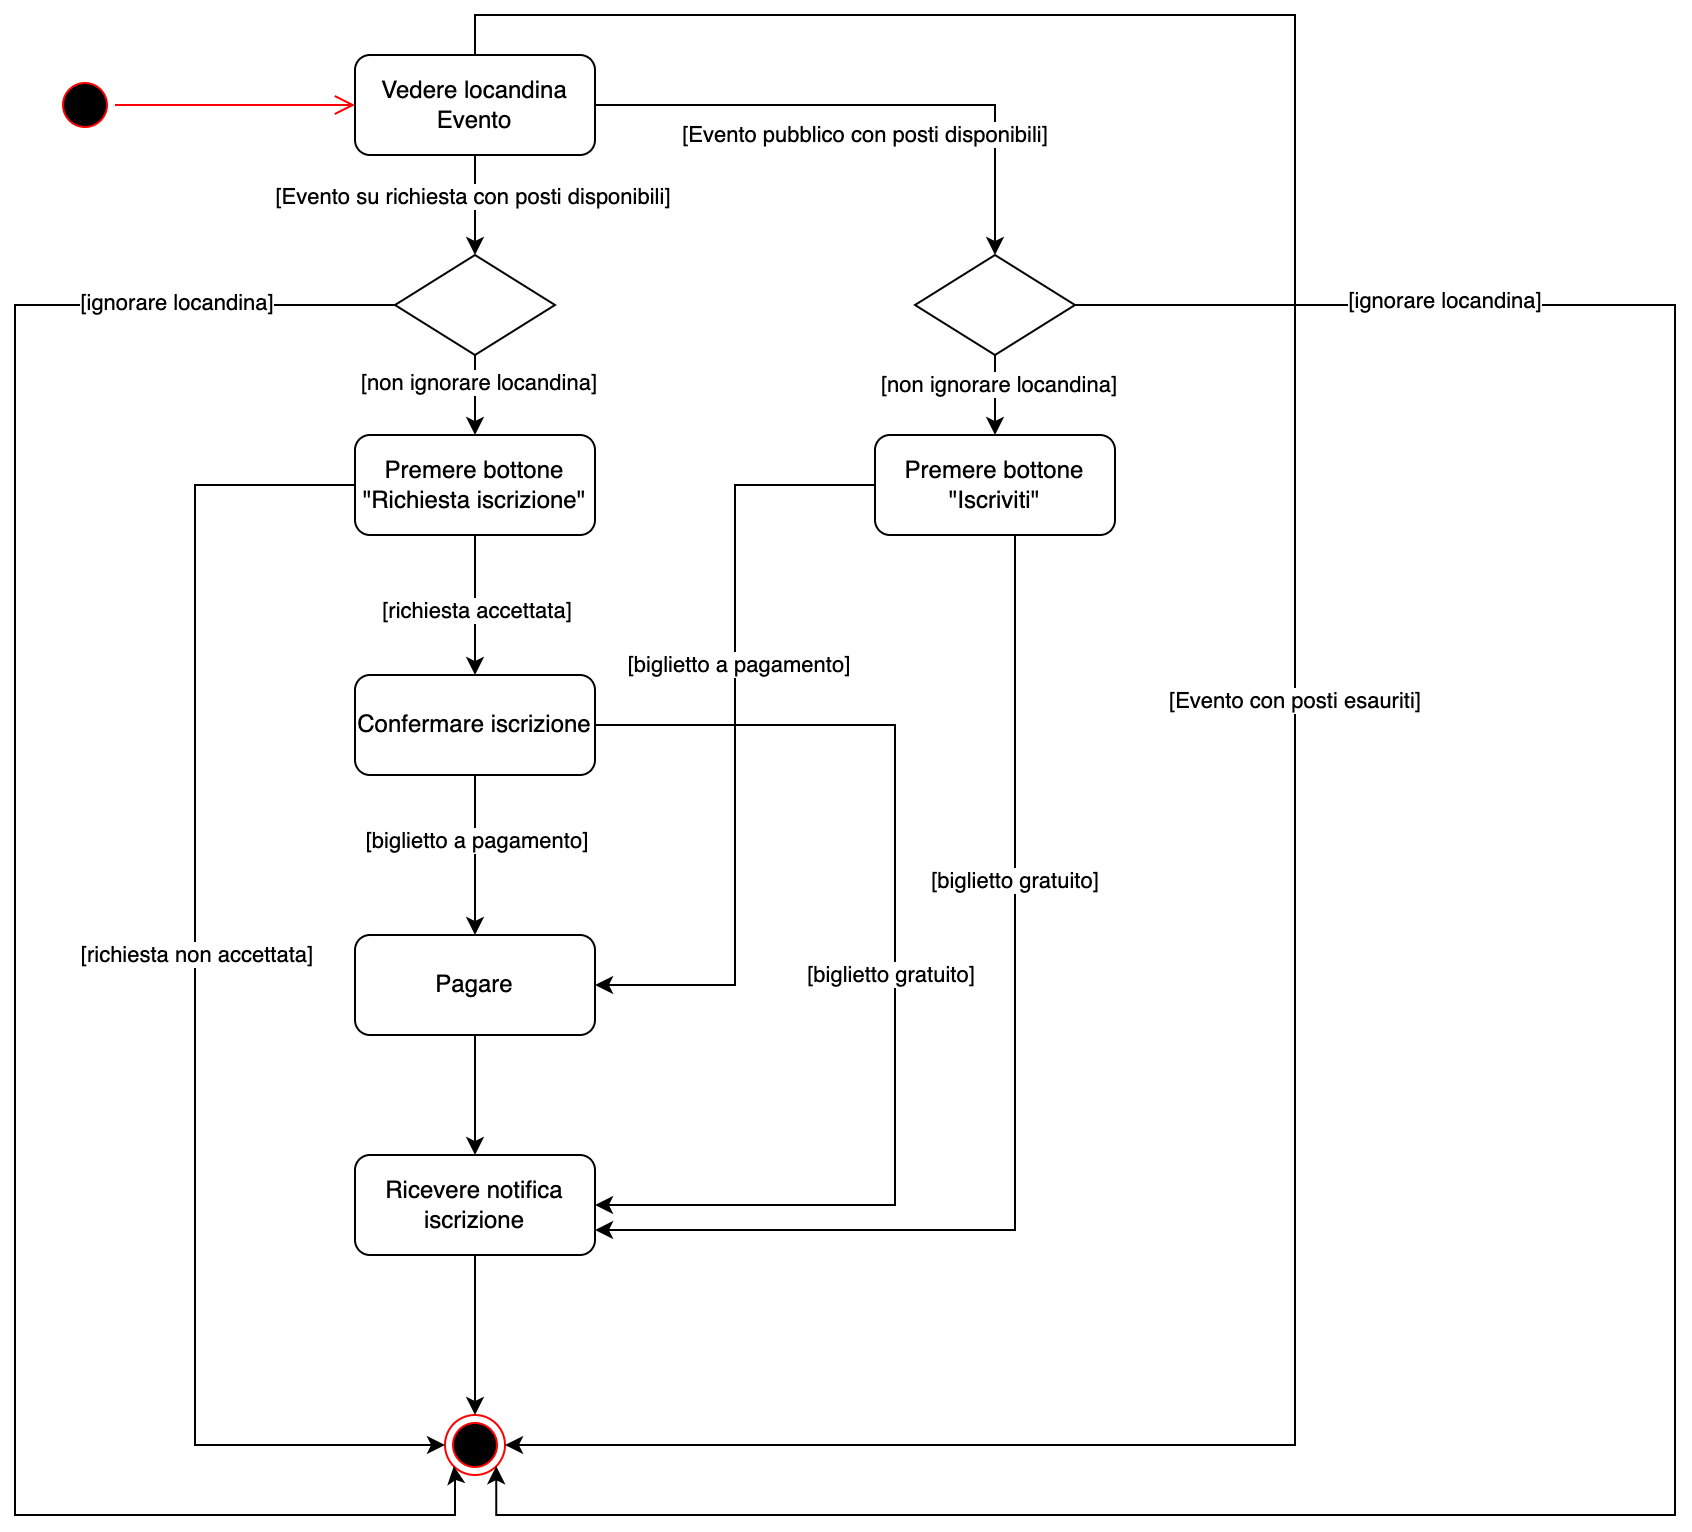 Vedere locandina
Evento
[Evento pubblico con posti disponibili]
[Evento su richiesta con posti disponibili]
[ignorare locandina]
[ignorare locandina]
[non ignorare locandina]
[non ignorare locandina]
Premere bottone
"Richiesta iscrizione"
Premere bottone
"Iscriviti"
[richiesta accettata]
[biglietto a pagamento]
[Evento con posti esauriti]
Confermare iscrizione
[biglietto a pagamento]
[biglietto gratuito]
[richiesta non accettata]
[biglietto gratuito]
Pagare
Ricevere notifica
iscrizione